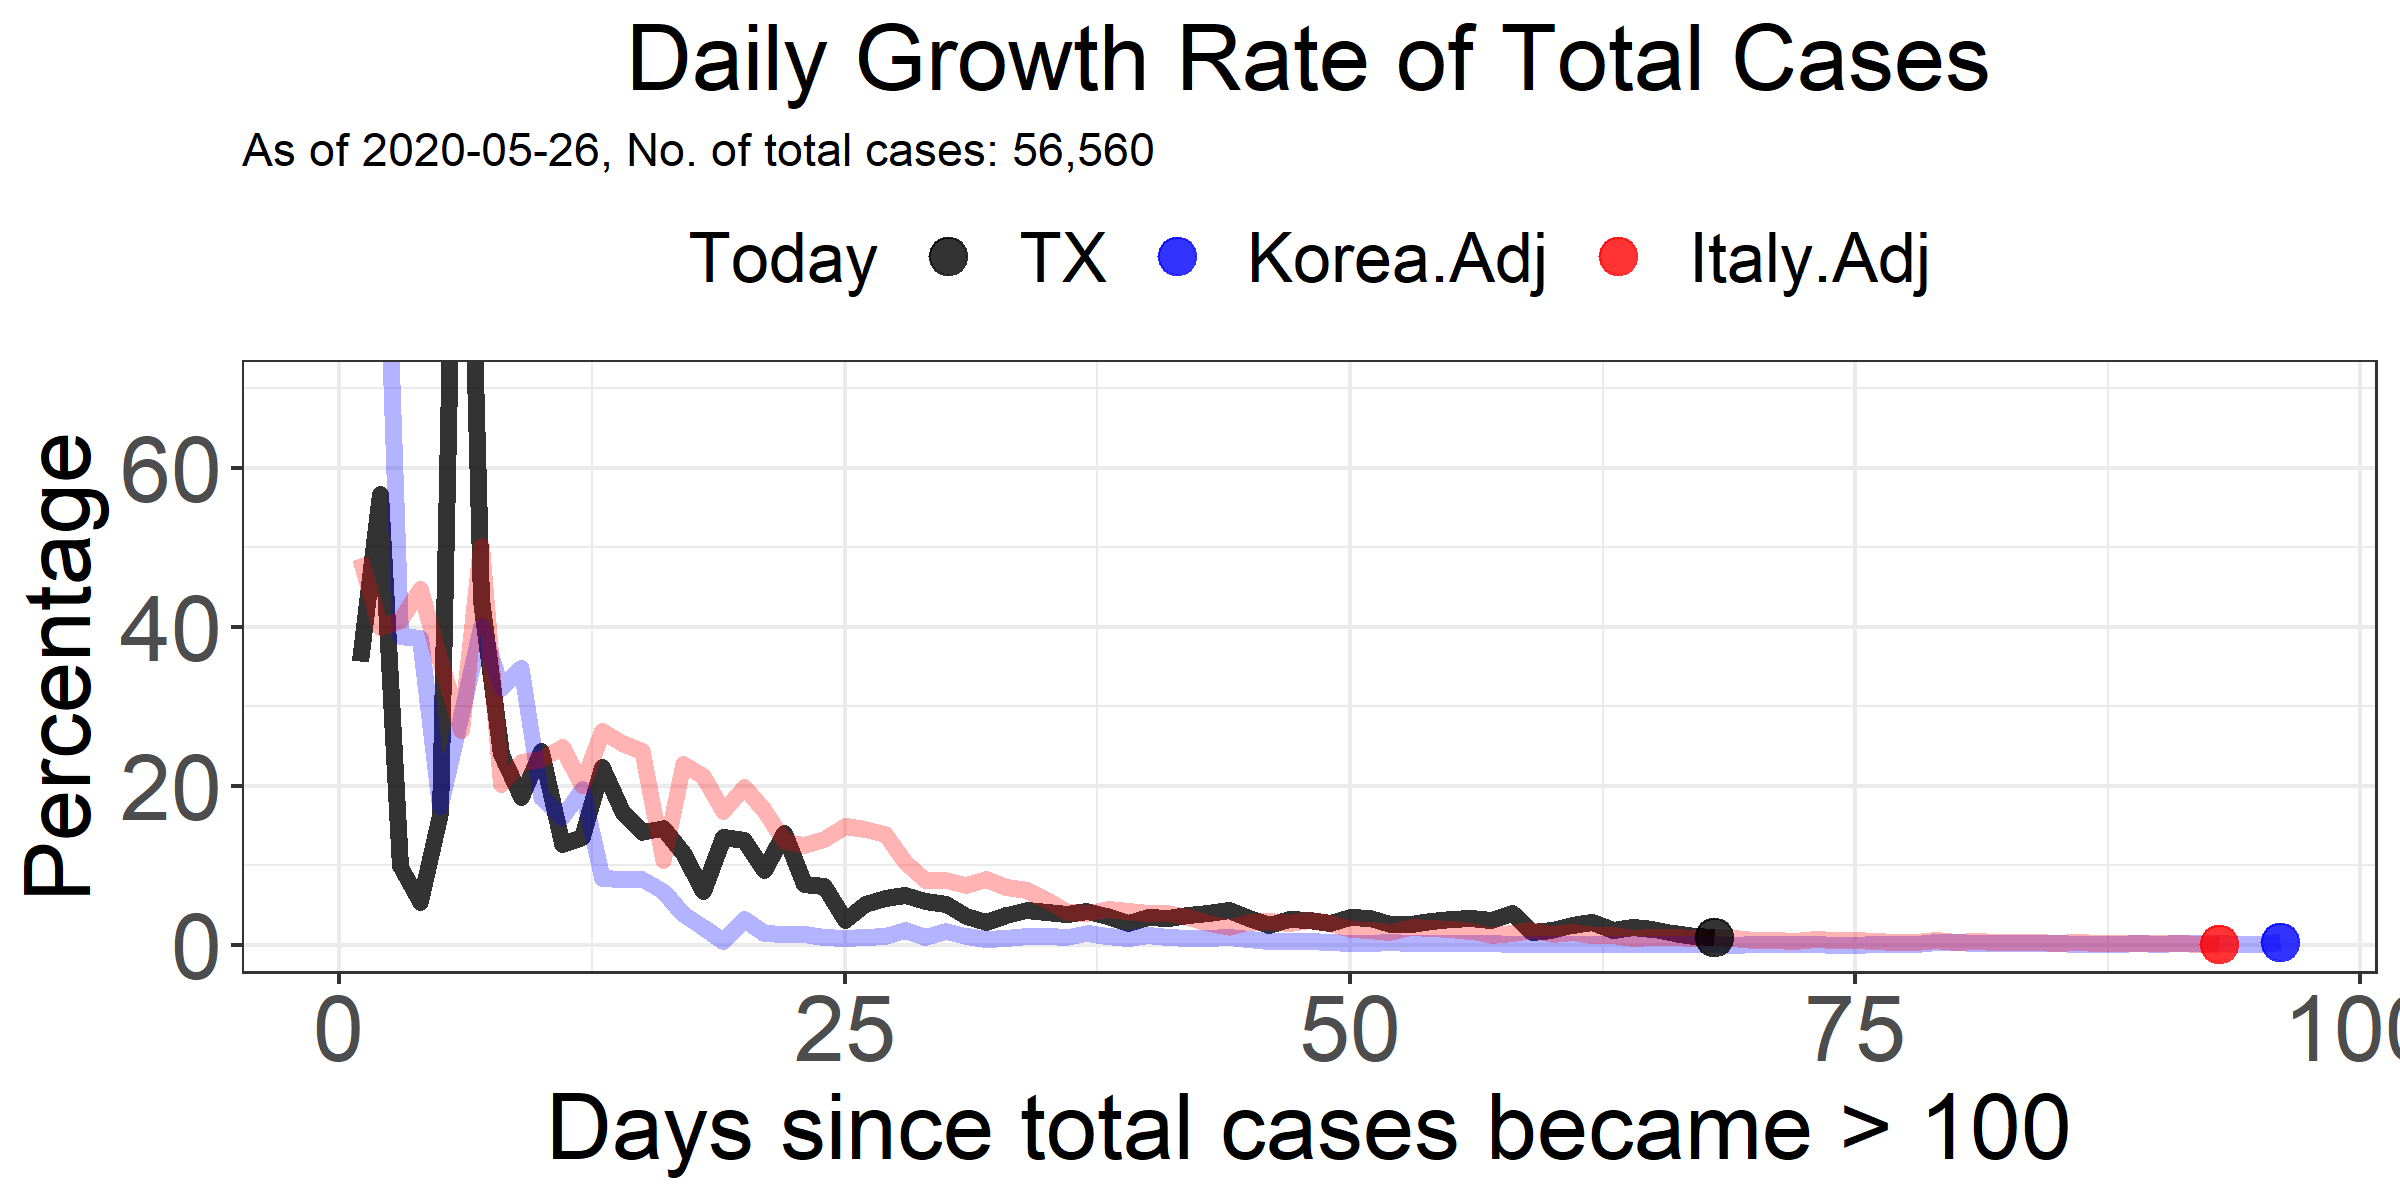 Daily Growth Rate of Total Cases
As of 2020-05-26, No. of total cases: 56,560
Today TX Korea.Adj Italy.Adj
Percentage
60
40
20
0
0 25 50 75 100
Days since total cases became > 100